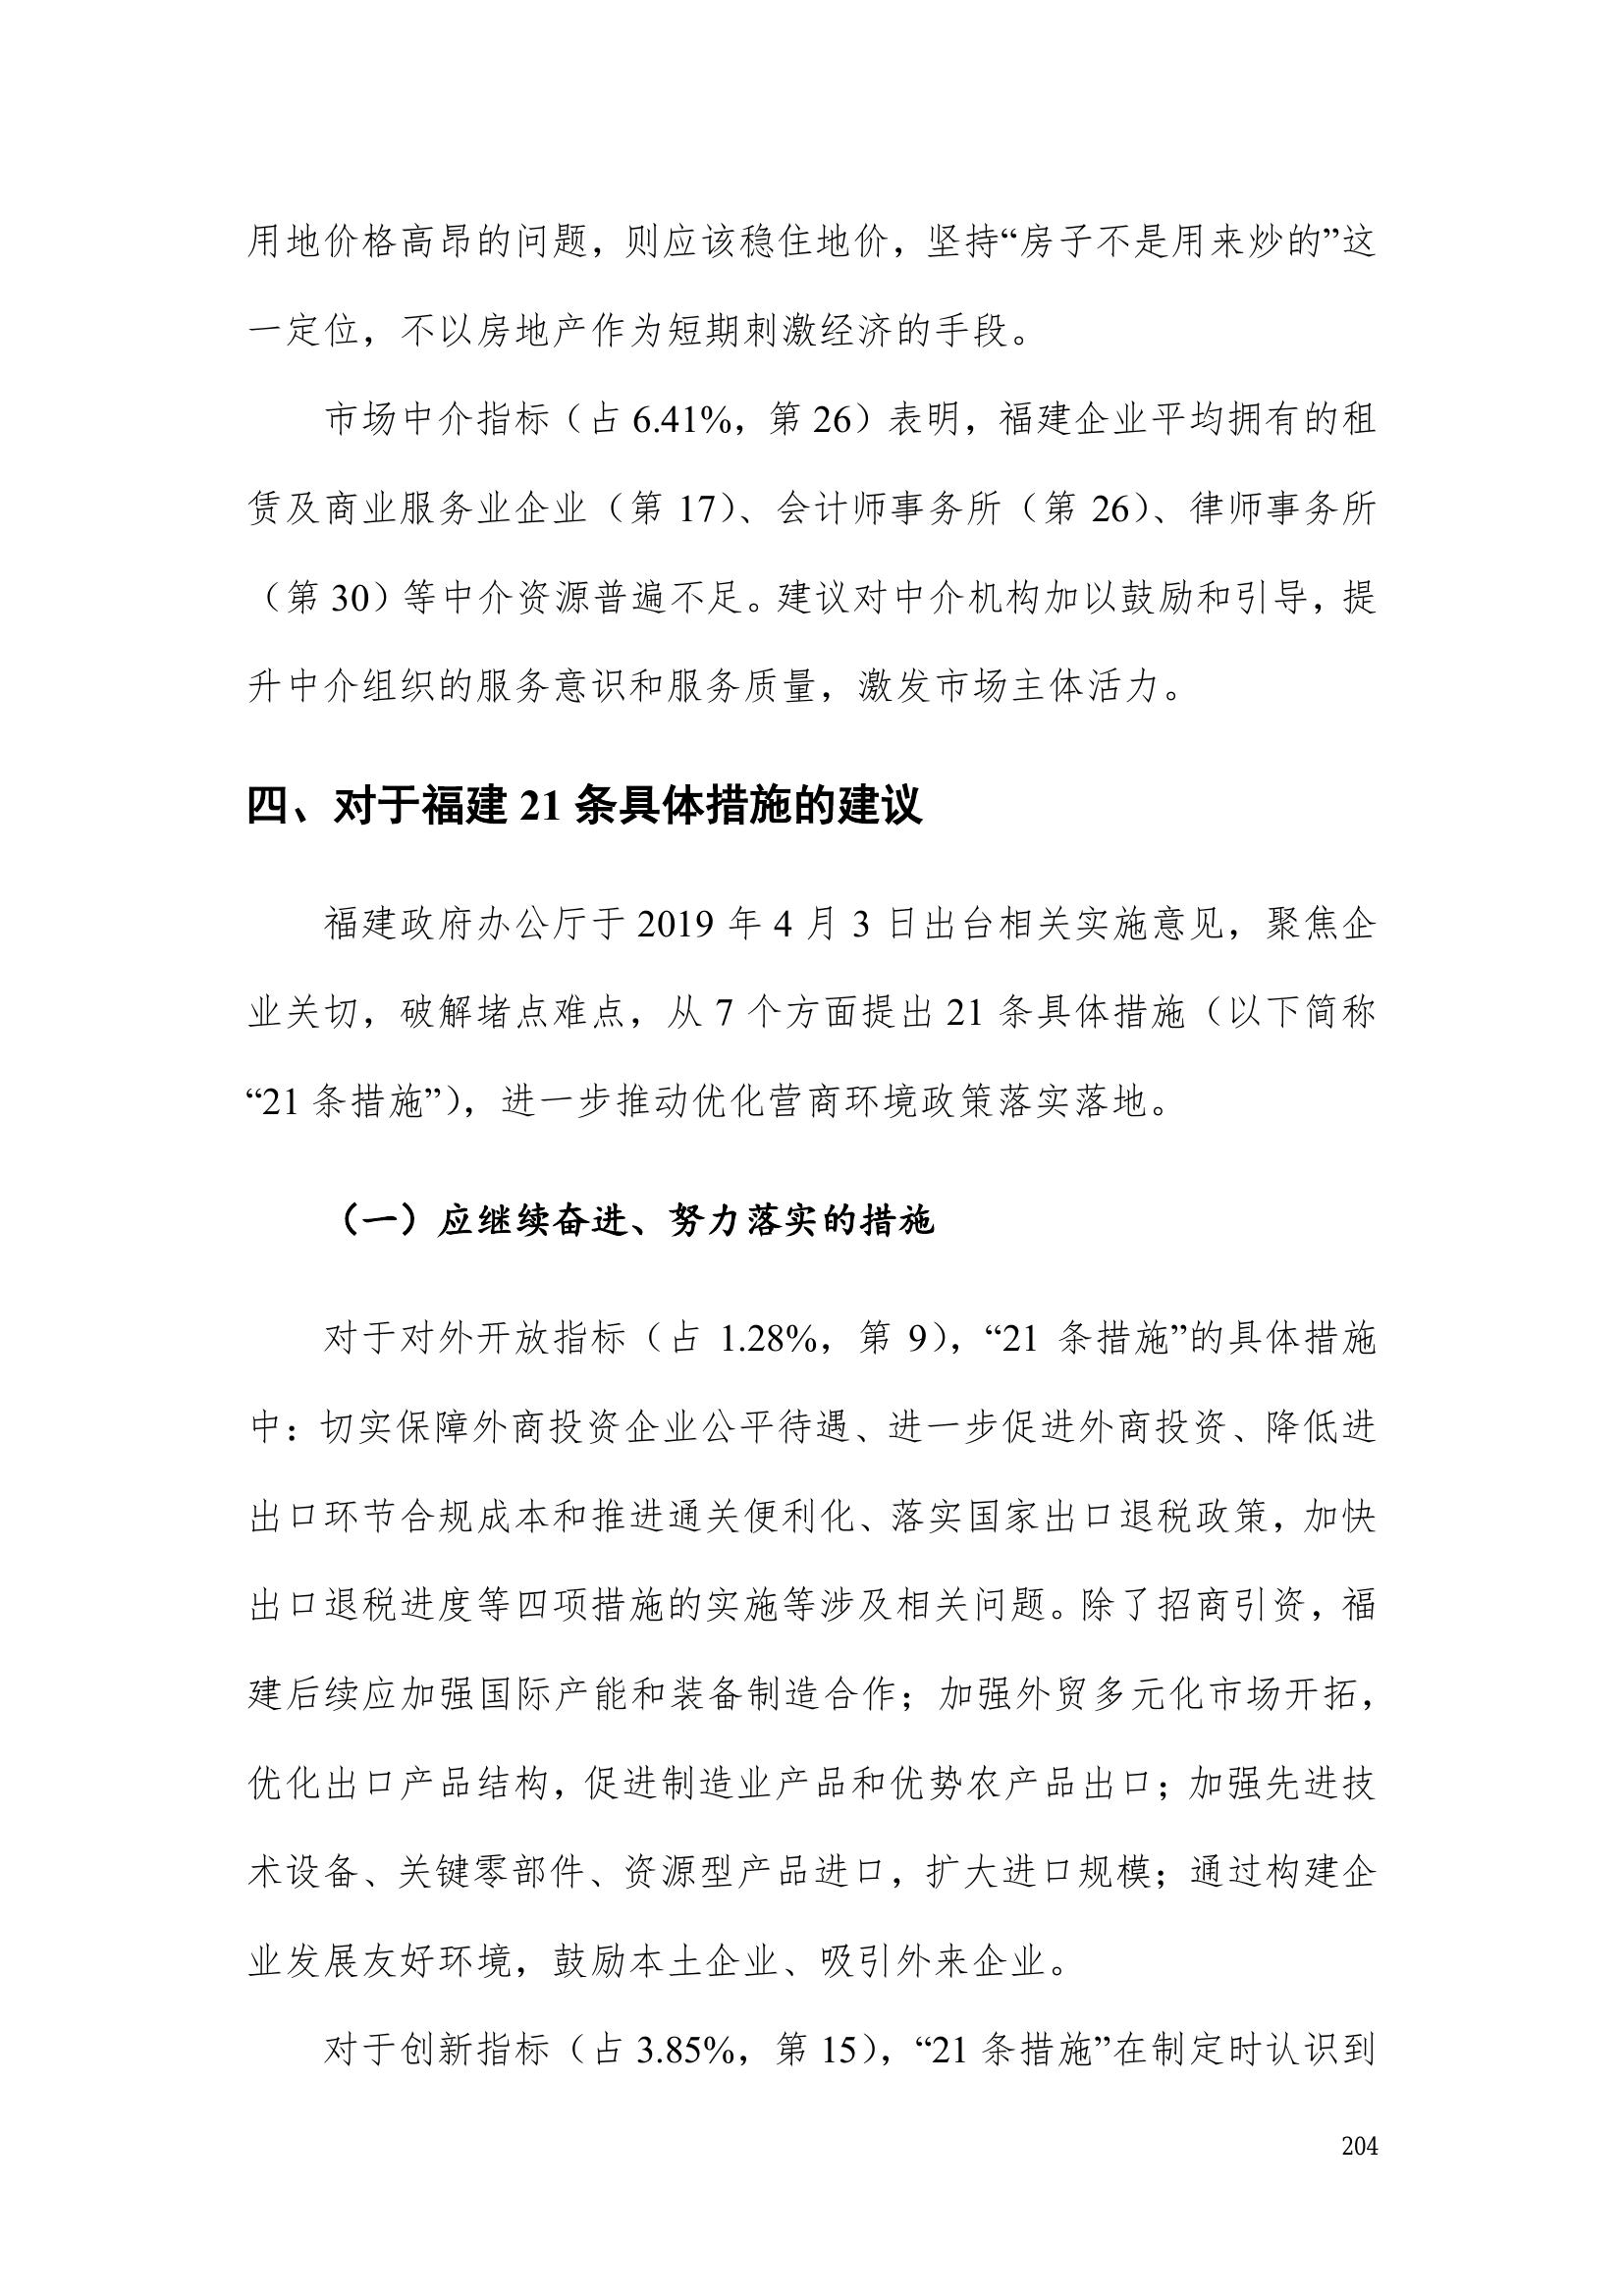 用地价格高昂的问题，则应该稳住地价，坚持“房子不是用来炒的”这
一定位，不以房地产作为短期刺激经济的手段。
市场中介指标（占 6.41%，第 26）表明，福建企业平均拥有的租
赁及商业服务业企业（第 17）、会计师事务所（第 26）、律师事务所
（第 30）等中介资源普遍不足。建议对中介机构加以鼓励和引导，提
升中介组织的服务意识和服务质量，激发市场主体活力。
四、对于福建 21 条具体措施的建议
福建政府办公厅于 2019 年 4 月 3 日出台相关实施意见，聚焦企
业关切，破解堵点难点，从 7 个方面提出 21 条具体措施（以下简称
“21 条措施”），进一步推动优化营商环境政策落实落地。
（一）应继续奋进、努力落实的措施
对于对外开放指标（占 1.28%，第 9），“21 条措施”的具体措施
中：切实保障外商投资企业公平待遇、进一步促进外商投资、降低进
出口环节合规成本和推进通关便利化、落实国家出口退税政策，加快
出口退税进度等四项措施的实施等涉及相关问题。除了招商引资，福
建后续应加强国际产能和装备制造合作；加强外贸多元化市场开拓，
优化出口产品结构，促进制造业产品和优势农产品出口；加强先进技
术设备、关键零部件、资源型产品进口，扩大进口规模；通过构建企
业发展友好环境，鼓励本土企业、吸引外来企业。
对于创新指标（占 3.85%，第 15），“21 条措施”在制定时认识到
204